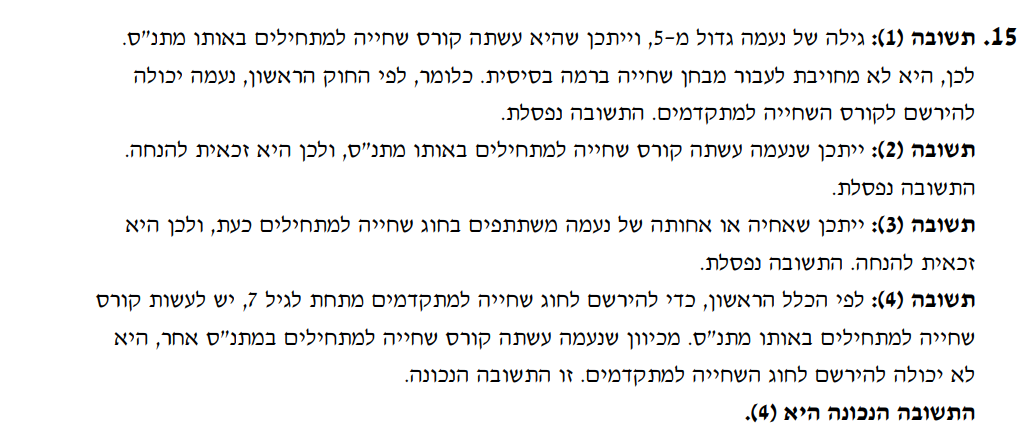 15. תשובה (1): גילה של נעמה גדול מ-5, וייתכן שהיא עשתה קורס שחייה למתחילים באותו מתנ"ס.
לכן, היא לא מחויבת לעבור מבחן שחייה ברמה בסיסית. כלומר, לפי החוק הראשון, נעמה יכולה
להירשם לקורס השחייה למתקדמים. התשובה נפסלת.
תשובה (2): ייתכן שנעמה עשתה קורס שחייה למתחילים באותו מתנ"ס, ולכן היא זכאית להנחה.
התשובה נפסלת.
תשובה (3): ייתכן שאחיה או אחותה של נעמה משתתפים בחוג שחייה למתחילים כעת, ולכן היא
זכאית להנחה. התשובה נפסלת.
תשובה (4): לפי הכלל הראשון, כדי להירשם לחוג שחייה למתקדמים מתחת לגיל 7, יש לעשות קורס
שחייה למתחילים באותו מתנ"ס. מכיוון שנעמה עשתה קורס שחייה למתחילים במתנ"ס אחר, היא
לא יכולה להירשם לחוג השחייה למתקדמים. זו התשובה הנכונה.
התשובה הנכונה היא (4).